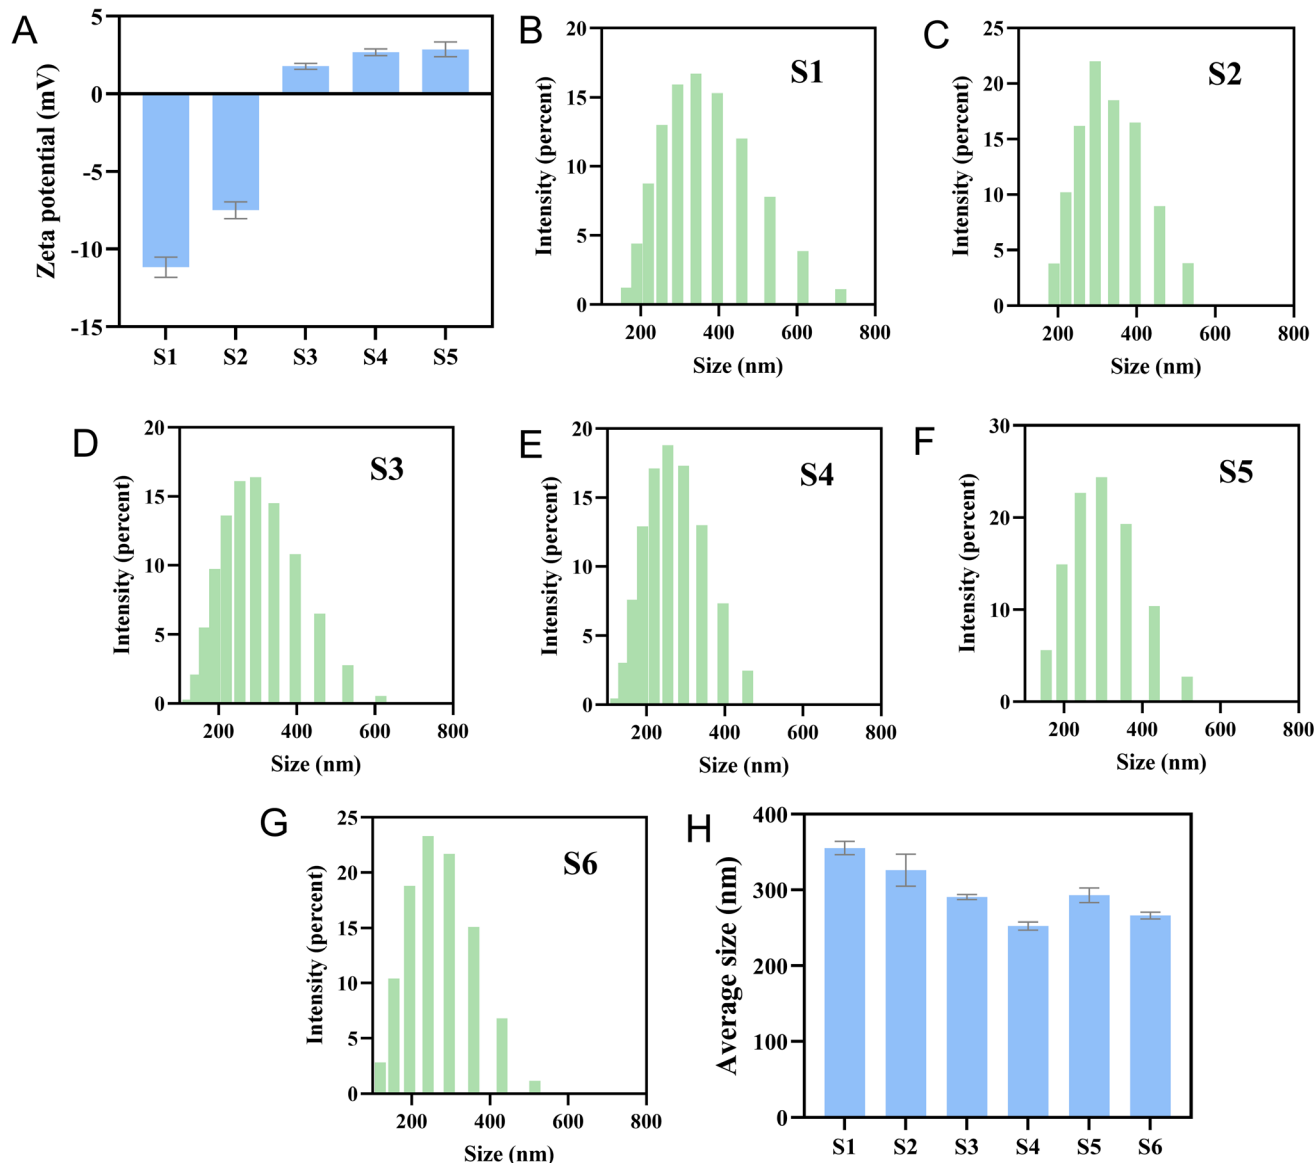 A
Zeta potential (mV)
5
0
-5
-10
-15
S1 S2 S3 S4 S5
B
S1
Intensity (percent)
20
15
10
5
0
200 400 600 800
Size (nm)
C
S2
Intensity (percent)
25
20
15
10
5
0
200 400 600 800
Size (nm)
D
S3
Intensity (percent)
20
15
10
5
0
200 400 600 800
Size (nm)
E
S4
Intensity (percent)
20
15
10
5
0
200 400 600 800
Size (nm)
F
S5
Intensity (percent)
30
20
10
0
200 400 600 800
Size (nm)
G
S6
Intensity (percent)
25
20
15
10
5
0
200 400 600 800
Size (nm)
H
Average size (nm)
400
300
200
100
0
S1 S2 S3 S4 S5 S6